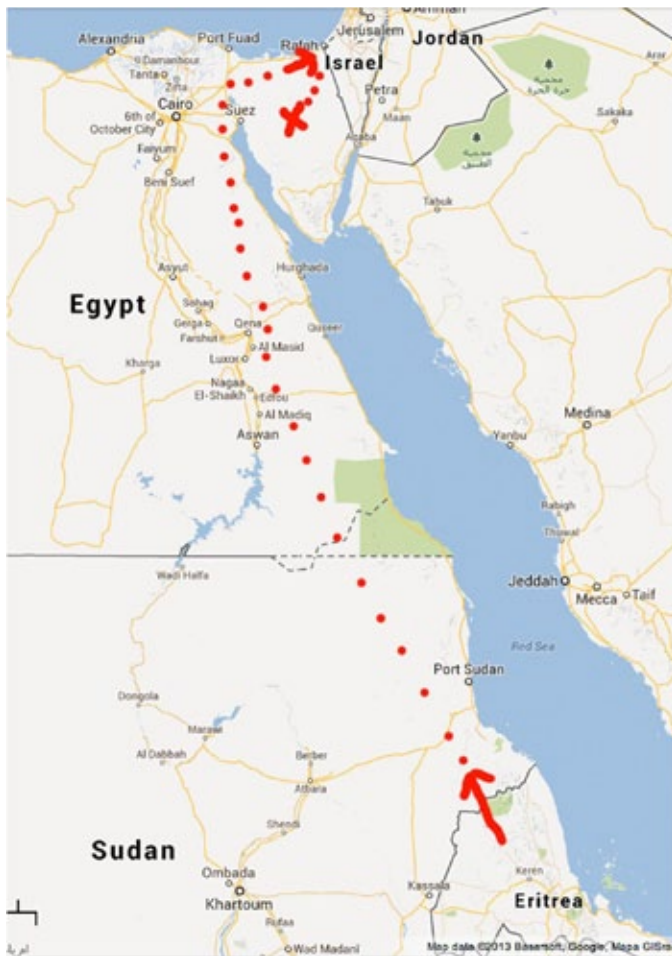 Amman
Jerusalem
Alexandria
Port Fuad
Rafah
Jordan
Damanhour
Israel
Tanta
Zifta
Petra
Cairo
Suez
Maan
6th of
October City
Sakaka
Faiyum
Aqaba
Beni Suef
Tabuk
Asyut
Hurghada
Egypt
Sohag
Gerga
Qena
Quseer
Farshut
Al Masid
Kharga
Luxor
Nagaa
El-Shaikh
Edfou
Al Madiq
Medina
Aswan
Yanbu
Rabigh
Thuwal
Wadi Halfa
Jeddah
Mecca
Taif
Red Sea
Port Sudan
Dongola
Marawi
Al Dabbah
Berber
Atbara
Shendi
Sudan
Ombada
Keren
Khartoum
Kassala
Eritrea
Rufaa
Wad Madani
Map data ©2013 Basarsoft, Google, Mapa GISrael